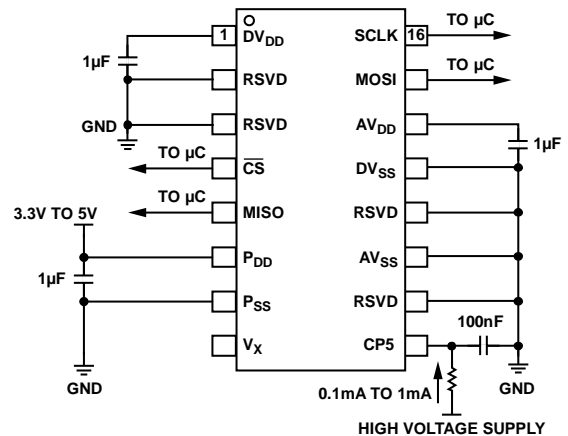 1 DVDD SCLK 16 TO µC
1µF RSVD MOSI TO µC
GND RSVD AVDD 1µF
TO µC CS DVSS
TO µC MISO RSVD
3.3V TO 5V
PDD AVSS
1µF PSS RSVD
100nF
VX CP5
GND 0.1mA TO 1mA GND
HIGH VOLTAGE SUPPLY